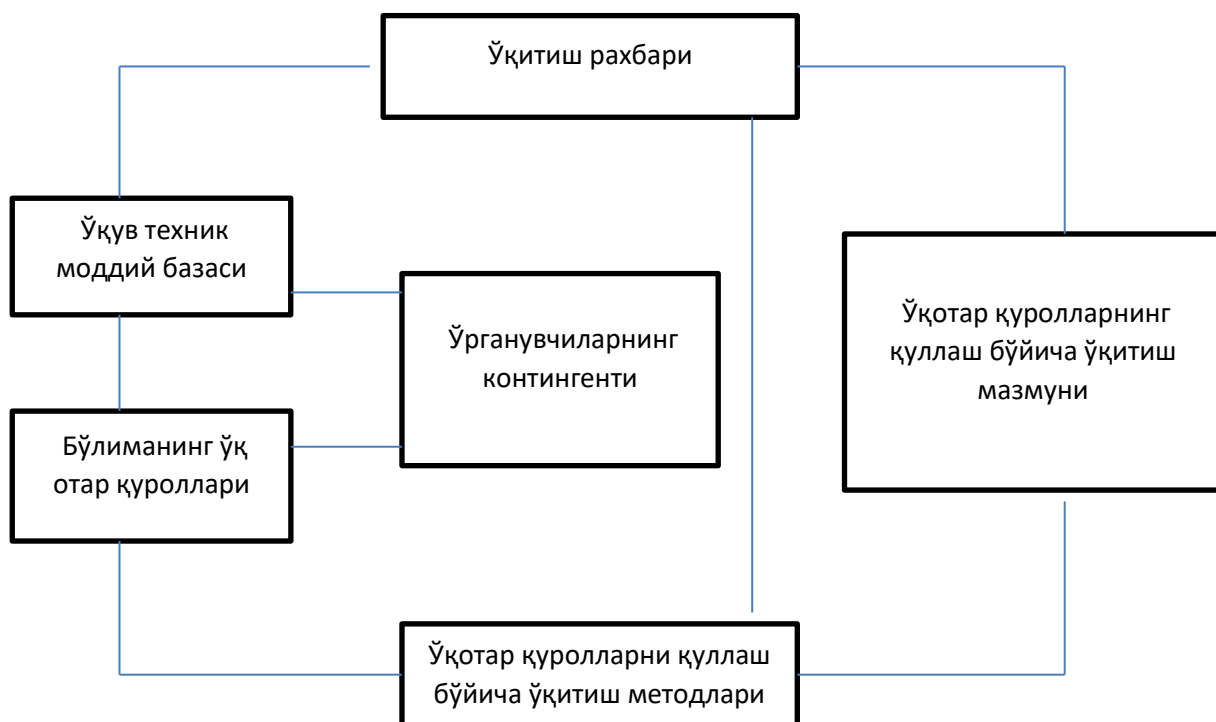 Ўқитиш рахбари
Ўқув техник
моддий базаси
Ўрганувчиларнинг
контингенти
Ўқотар қуролларнинг
қуллаш бўйича ўқитиш
мазмуни
Бўлиманинг ўқ
отар қуроллари
Ўқотар қуролларни қуллаш
бўйича ўқитиш методлари